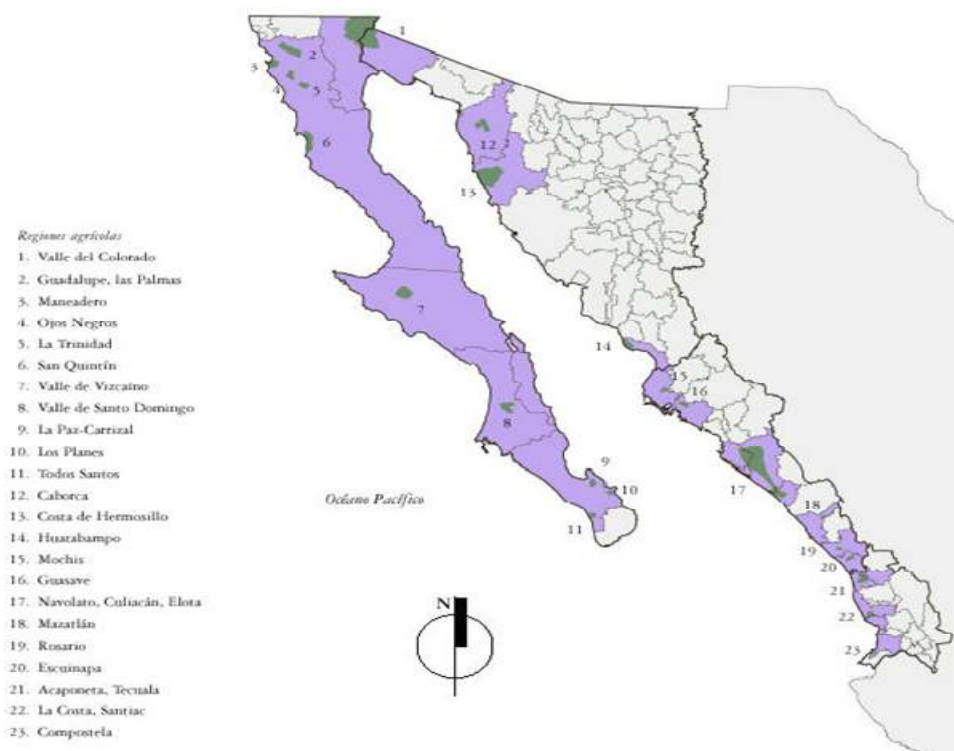 Regiones agrícolas
1. Valle del Colorado
2. Guadalupe, las Palmas
3. Maneadero
4. Ojos Negros
5. La Trinidad
6. San Quintín
7. Valle de Vizcaíno
8. Valle de Santo Domingo
9. La Paz-Carrizal
10. Los Planes
11. Todos Santos
12. Caborca
13. Costa de Hermosillo
14. Huatabampo
15. Mochis
16. Guasave
17. Navolato, Culiacán, Elota
18. Mazatlán
19. Rosario
20. Escuinapa
21. Acaponeta, Tecuala
22. La Costa, Santiac
23. Compostela
1
2
3
4
5
6
12
13
7
14
15
16
8
9
10
Océano Pacífico
11
17
18
19
20
21
22
23
N